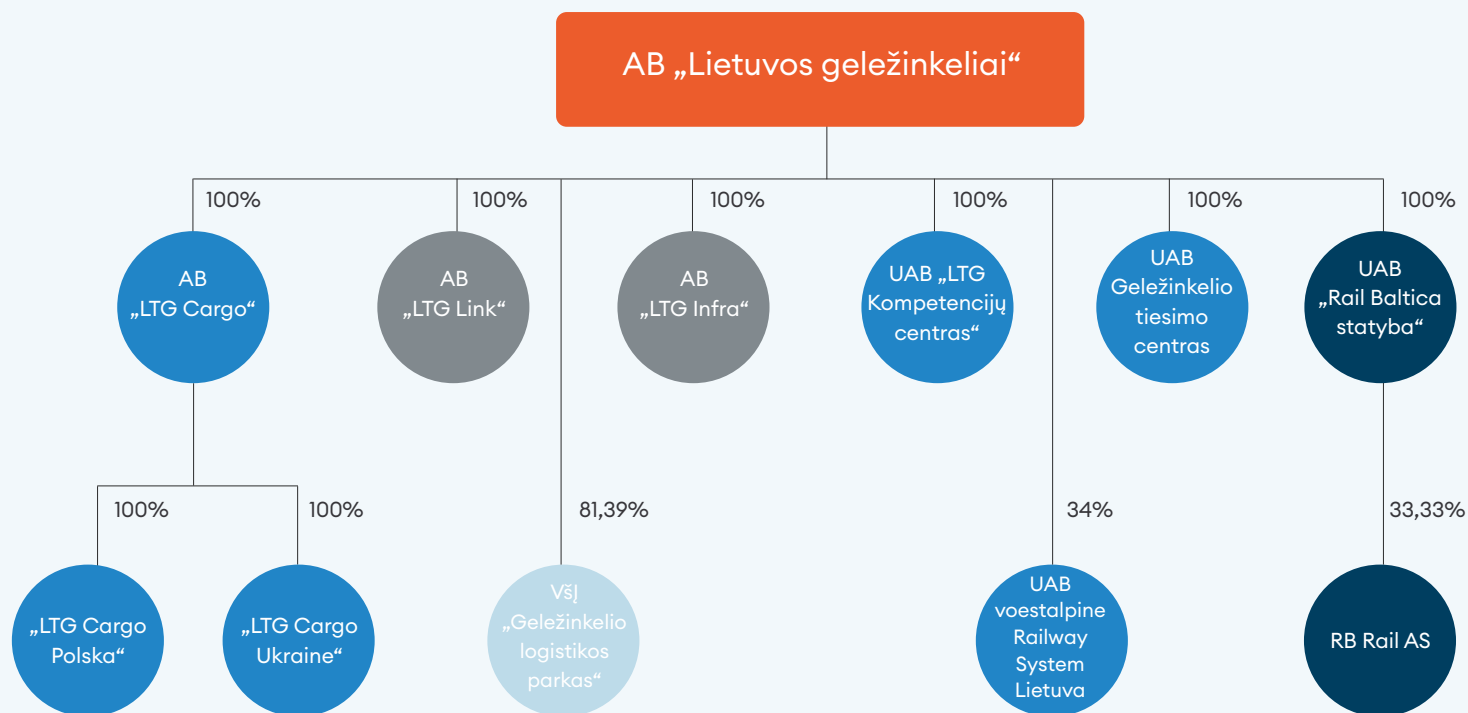 AB „Lietuvos geležinkeliai“
100%
100%
100%
100%
100%
100%
AB
„LTG Cargo“
AB
„LTG Link“
AB
„LTG Infra“
UAB „LTG
Kompetencijų
centras“
UAB
Geležinkelio
tiesimo
centras
UAB
„Rail Baltica
statyba“
100%
100%
81,39%
34%
33,33%
„LTG Cargo
Polska“
„LTG Cargo
Ukraine“
VšĮ
„Geležinkelio
logistikos
parkas“
UAB
voestalpine
Railway
System
Lietuva
RB Rail AS